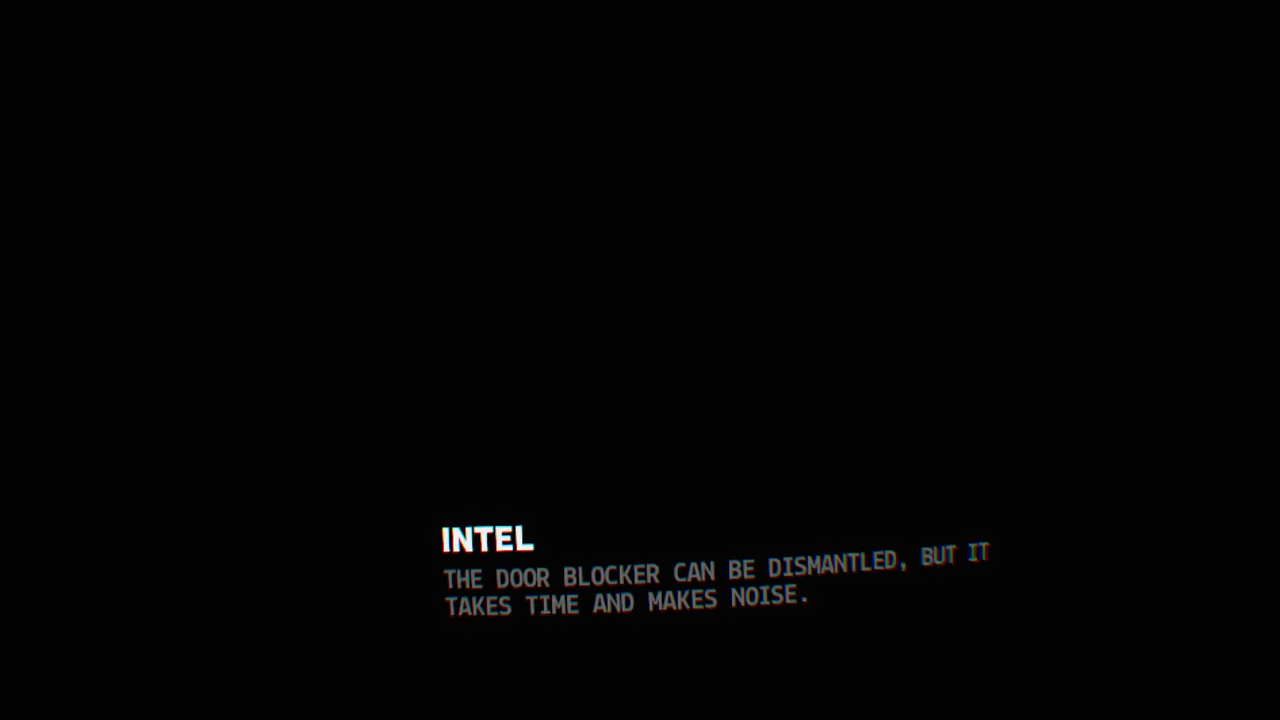 INTEL
THE DOOR BLOCKER CAN BE DISMANTLED, BUT IT
TAKES TIME AND MAKES NOISE.